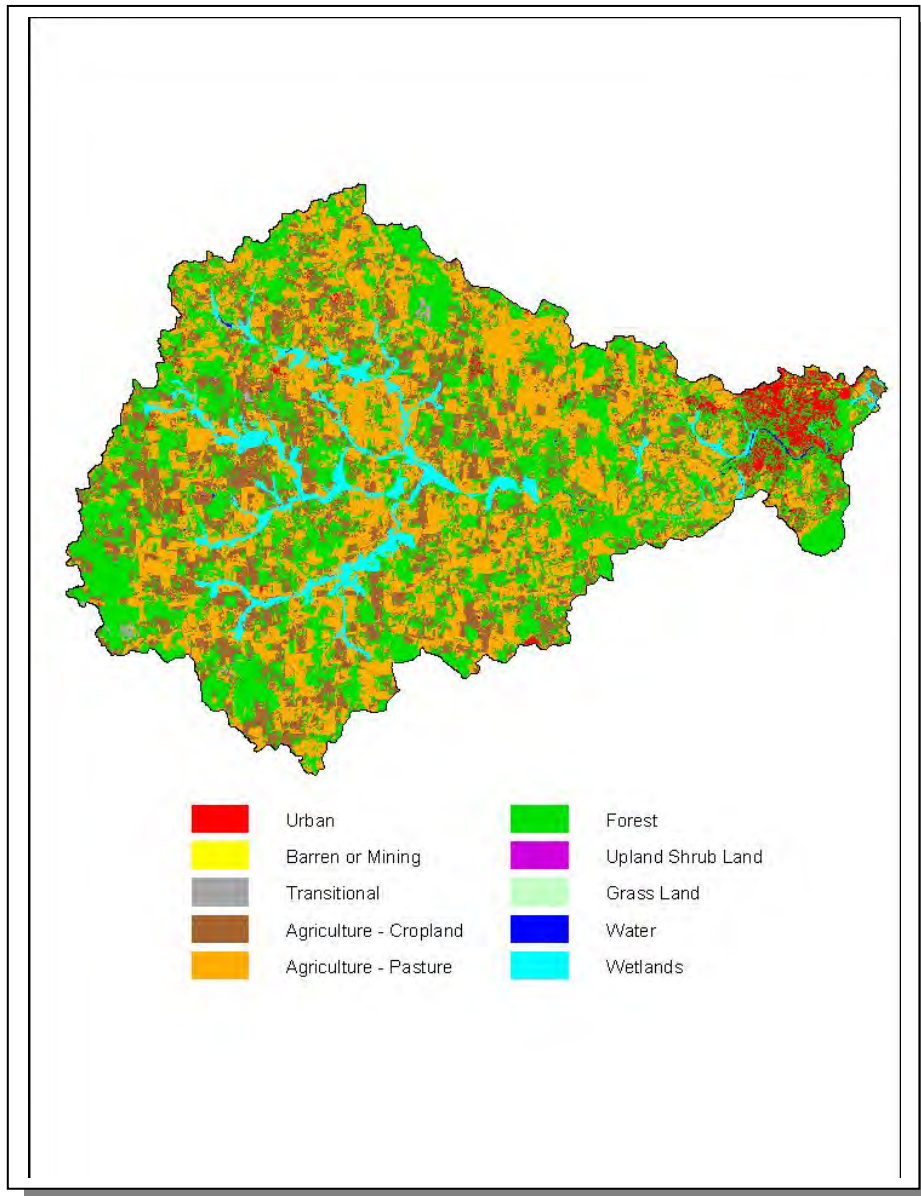 Urban
Barren or Mining
Transitional
Agriculture - Cropland
Agriculture - Pasture
Forest
Upland Shrub Land
Grass Land
Water
Wetlands